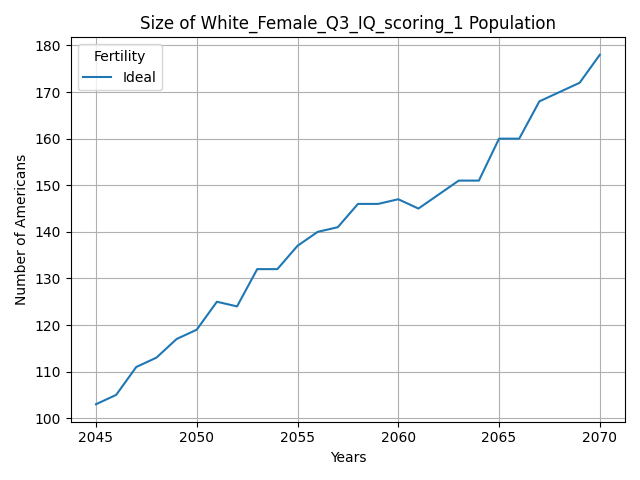 Size of White_Female_Q3_IQ_scoring_1 Population
Fertility
Ideal
180
170
160
150
140
130
120
110
100
Number of Americans
2045 2050 2055 2060 2065 2070
Years